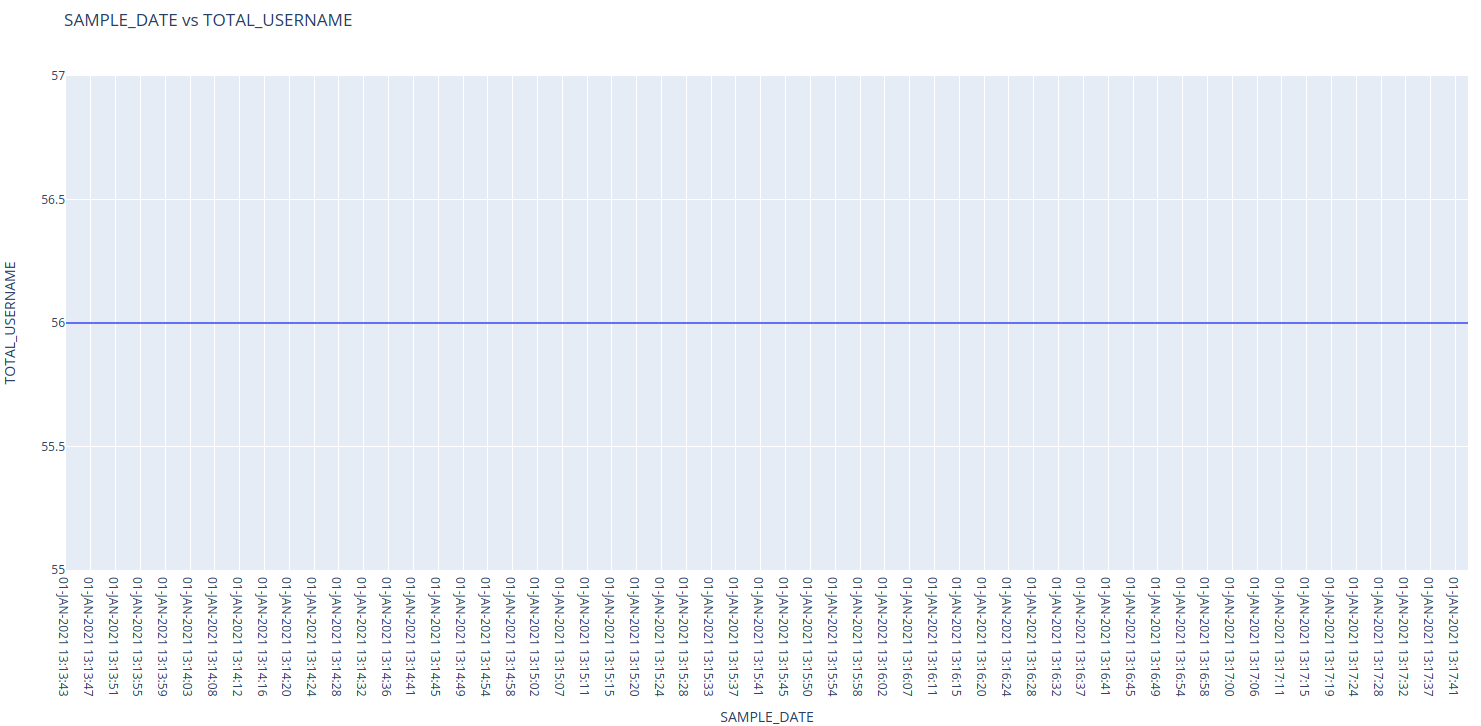 SAMPLE_DATE vs TOTAL_USERNAME
57
56.5
56
55.5
55
TOTAL_USERNAME
01-JAN-2021 13:13:43
01-JAN-2021 13:13:47
01-JAN-2021 13:13:51
01-JAN-2021 13:13:55
01-JAN-2021 13:13:59
01-JAN-2021 13:14:03
01-JAN-2021 13:14:08
01-JAN-2021 13:14:12
01-JAN-2021 13:14:16
01-JAN-2021 13:14:20
01-JAN-2021 13:14:24
01-JAN-2021 13:14:28
01-JAN-2021 13:14:32
01-JAN-2021 13:14:36
01-JAN-2021 13:14:41
01-JAN-2021 13:14:45
01-JAN-2021 13:14:49
01-JAN-2021 13:14:54
01-JAN-2021 13:14:58
01-JAN-2021 13:15:02
01-JAN-2021 13:15:07
01-JAN-2021 13:15:11
01-JAN-2021 13:15:15
01-JAN-2021 13:15:20
01-JAN-2021 13:15:24
01-JAN-2021 13:15:28
01-JAN-2021 13:15:33
01-JAN-2021 13:15:37
01-JAN-2021 13:15:41
01-JAN-2021 13:15:45
01-JAN-2021 13:15:50
01-JAN-2021 13:15:54
01-JAN-2021 13:15:58
01-JAN-2021 13:16:02
01-JAN-2021 13:16:07
01-JAN-2021 13:16:11
01-JAN-2021 13:16:15
01-JAN-2021 13:16:20
01-JAN-2021 13:16:24
01-JAN-2021 13:16:28
01-JAN-2021 13:16:32
01-JAN-2021 13:16:37
01-JAN-2021 13:16:41
01-JAN-2021 13:16:45
01-JAN-2021 13:16:49
01-JAN-2021 13:16:54
01-JAN-2021 13:16:58
01-JAN-2021 13:17:00
01-JAN-2021 13:17:06
01-JAN-2021 13:17:11
01-JAN-2021 13:17:15
01-JAN-2021 13:17:19
01-JAN-2021 13:17:24
01-JAN-2021 13:17:28
01-JAN-2021 13:17:32
01-JAN-2021 13:17:37
01-JAN-2021 13:17:41
SAMPLE_DATE